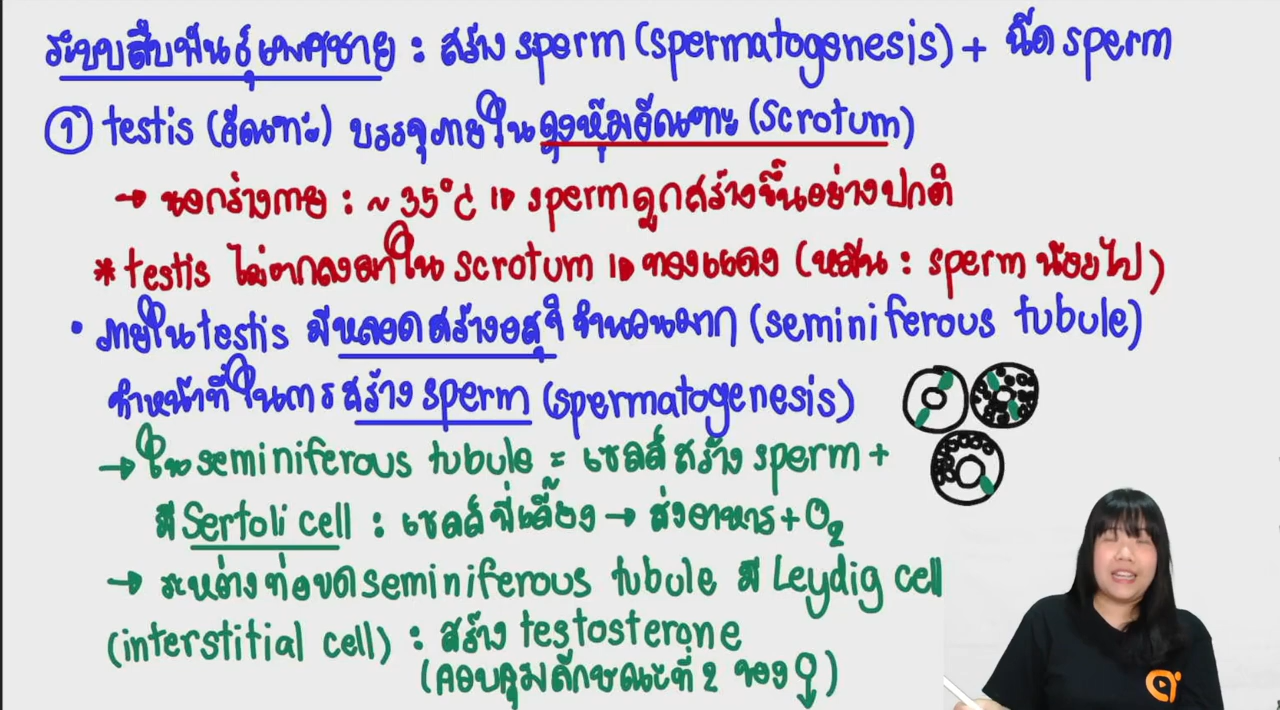 ระบบสืบพันธุ์เพศชาย : สร้าง sperm (spermatogenesis) + ฉีด sperm
① testis (อัณฑะ) บรรจุภายในถุงหุ้มอัณฑะ (scrotum)
→ นอกร่างกาย : ~ 35°c ⇒ sperm ถูกสร้างขึ้นอย่างปกติ
* testis ไม่ตกลงมาใน scrotum ⇒ ทองแดง (หมัน : sperm น้อยไป)
• ภายใน testis มีหลอดสร้างอสุจิจำนวนมาก (seminiferous tubule)
ทำหน้าที่ในการสร้าง sperm (spermatogenesis)
→ ใน seminiferous tubule = เซลล์สร้าง sperm +
มี Sertoli cell : เซลล์พี่เลี้ยง → ส่งอาหาร + O₂
→ ระหว่างท่อขด seminiferous tubule มี Leydig cell
(interstitial cell) : สร้าง testosterone
(ควบคุมลักษณะที่ 2 ของ ผู้)